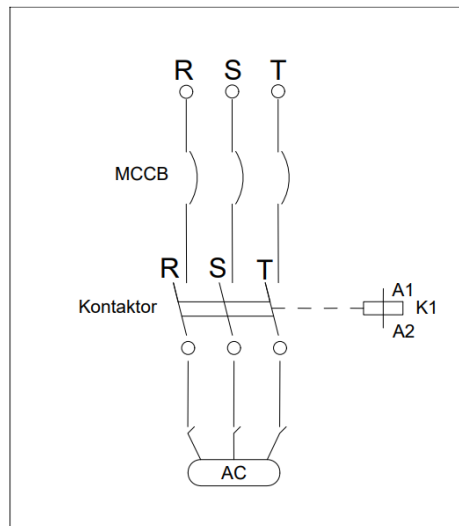 R S T
MCCB
R S T
Kontaktor
A1
K1
A2
AC